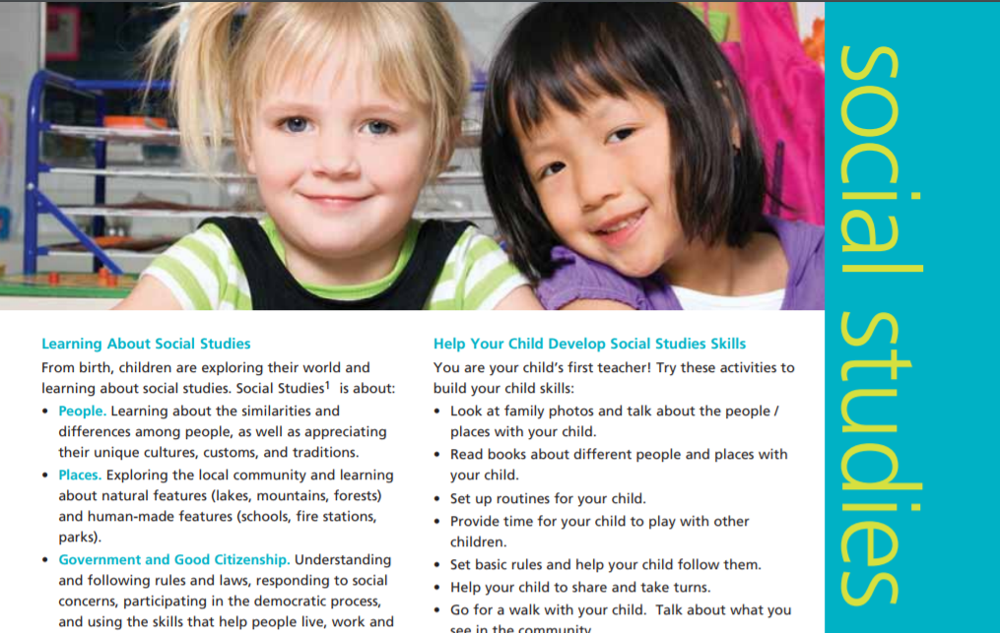 social studies
Learning About Social Studies
From birth, children are exploring their world and
learning about social studies. Social Studies1 is about:
• People. Learning about the similarities and
differences among people, as well as appreciating
their unique cultures, customs, and traditions.
• Places. Exploring the local community and learning
about natural features (lakes, mountains, forests)
and human-made features (schools, fire stations,
parks).
• Government and Good Citizenship. Understanding
and following rules and laws, responding to social
concerns, participating in the democratic process,
and using the skills that help people live, work and
Help Your Child Develop Social Studies Skills
You are your child's first teacher! Try these activities to
build your child skills:
• Look at family photos and talk about the people /
places with your child.
• Read books about different people and places with
your child.
• Set up routines for your child.
• Provide time for your child to play with other
children.
• Set basic rules and help your child follow them.
• Help your child to share and take turns.
• Go for a walk with your child. Talk about what you
see in the community.